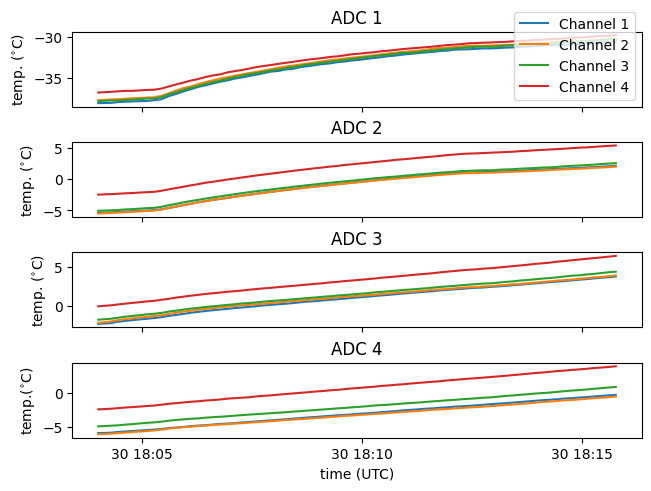 ADC 1
temp. (°C)
−30
−35
Channel 1
Channel 2
Channel 3
Channel 4
ADC 2
temp. (°C)
5
0
−5
ADC 3
temp. (°C)
5
0
ADC 4
temp.(°C)
0
−5
30 18:05 30 18:10 30 18:15
time (UTC)